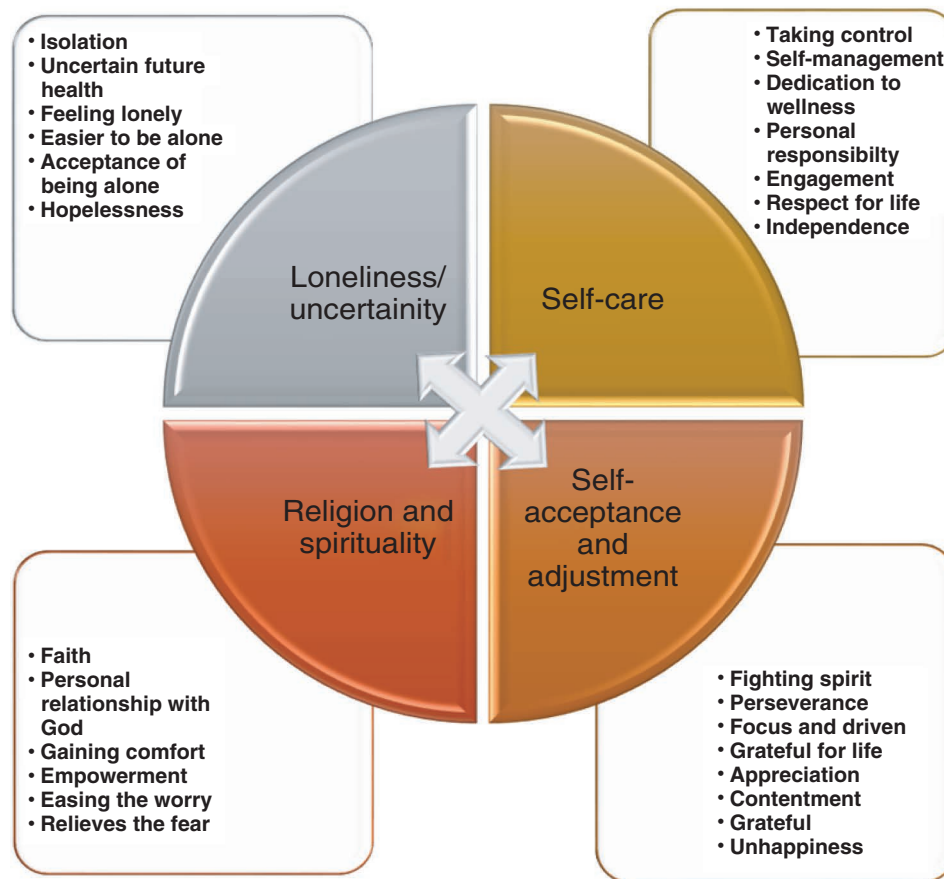 • Isolation
• Uncertain future
health
• Feeling lonely
• Easier to be alone
• Acceptance of
being alone
• Hopelessness
• Taking control
• Self-management
• Dedication to
wellness
• Personal
responsibilty
• Engagement
• Respect for life
• Independence
Loneliness/
uncertainity
Self-care
Religion and
spirituality
Self-
acceptance
and
adjustment
• Faith
• Personal
relationship with
God
• Gaining comfort
• Empowerment
• Easing the worry
• Relieves the fear
• Fighting spirit
• Perseverance
• Focus and driven
• Grateful for life
• Appreciation
• Contentment
• Grateful
• Unhappiness